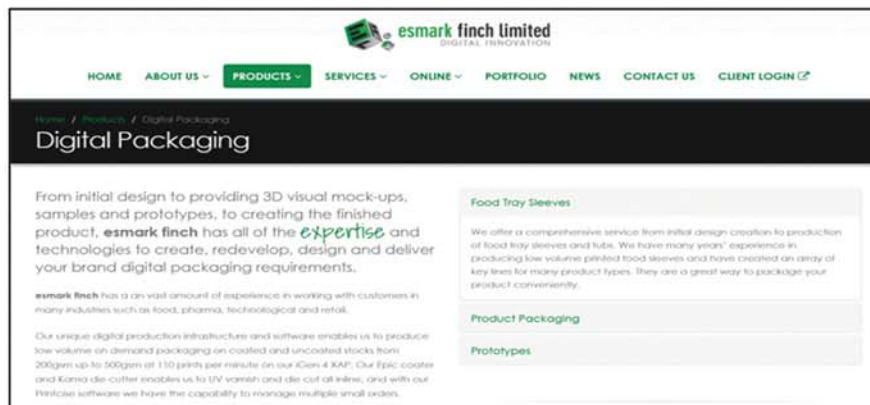 esmark finch limited
DIGITAL INNOVATION
HOME ABOUT US PRODUCTS SERVICES ONLINE PORTFOLIO NEWS CONTACT US CLIENT LOGIN
Home / Products / Digital Packaging
Digital Packaging
From initial design to providing 3D visual mock-ups,
samples and prototypes, to creating the finished
product, esmark finch has all of the expertise and
technologies to create, redevelop, design and deliver
your brand digital packaging requirements.
esmark finch has a an vast amount of experience in working with customers in
many industries such as food, pharma, technological and retail.
Our unique digital production infrastructure and software enables us to produce
low volume on demand packaging on coated and uncoated stocks from
200gsm up to 500gsm at 110 prints per minute on our iGen 4 XXP. Our Epic coater
and Kama die-cutter enables us to UV varnish and die cut all inline, and with our
Printcise software we have the capability to manage multiple small orders.
Food Tray Sleeves
We offer a comprehensive service from initial design creation to production
of food tray sleeves and tubs. We have many years' experience in
producing low volume printed food sleeves and have created an array of
key lines for many product types. They are a great way to package your
product conveniently.
Product Packaging
Prototypes